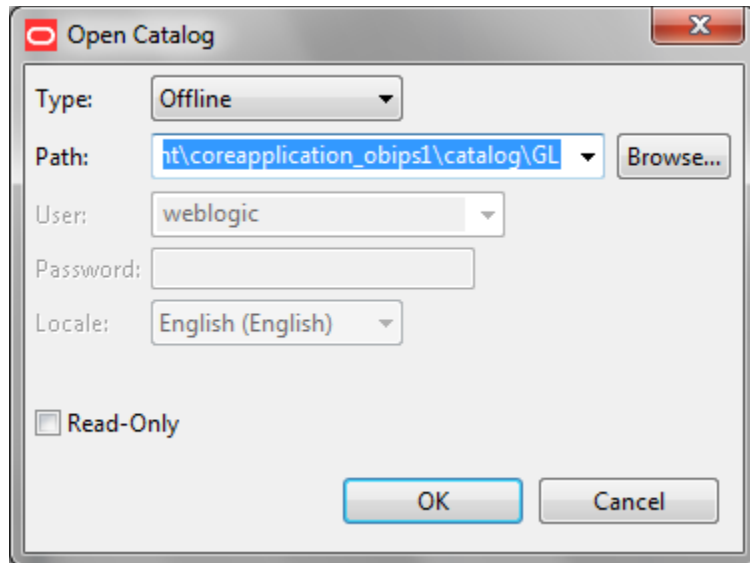 Open Catalog
Type: Offline
Path: nt\coreapplication_obips1\catalog\GL Browse...
User: weblogic
Password:
Locale: English (English)
Read-Only
OK Cancel